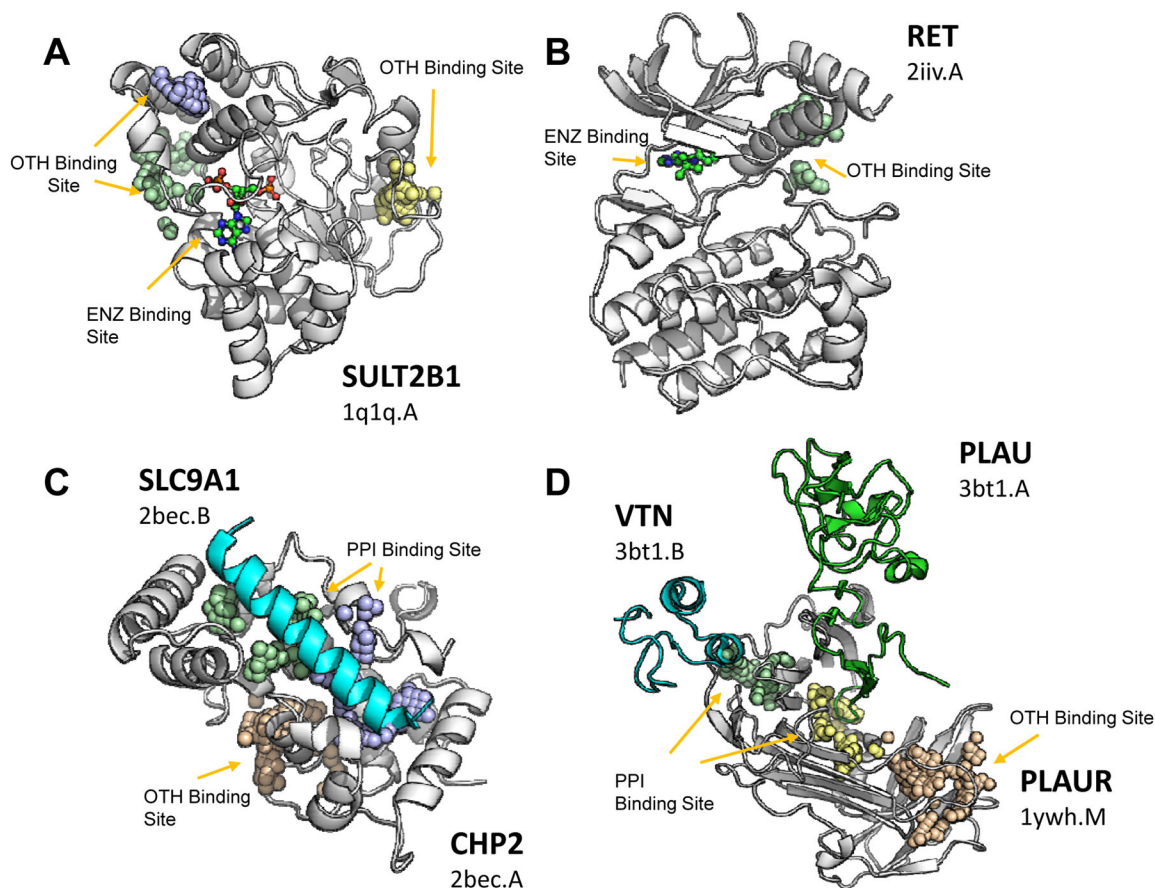 A
OTH Binding Site
OTH Binding
Site
ENZ Binding
Site
SULT2B1
1q1q.A
B
RET
2iiv.A
ENZ Binding
Site
OTH Binding Site
C
SLC9A1
2bec.B
PPI Binding Site
OTH Binding
Site
CHP2
2bec.A
D
PLAU
3bt1.A
VTN
3bt1.B
PPI
Binding Site
OTH Binding Site
PLAUR
1ywh.M